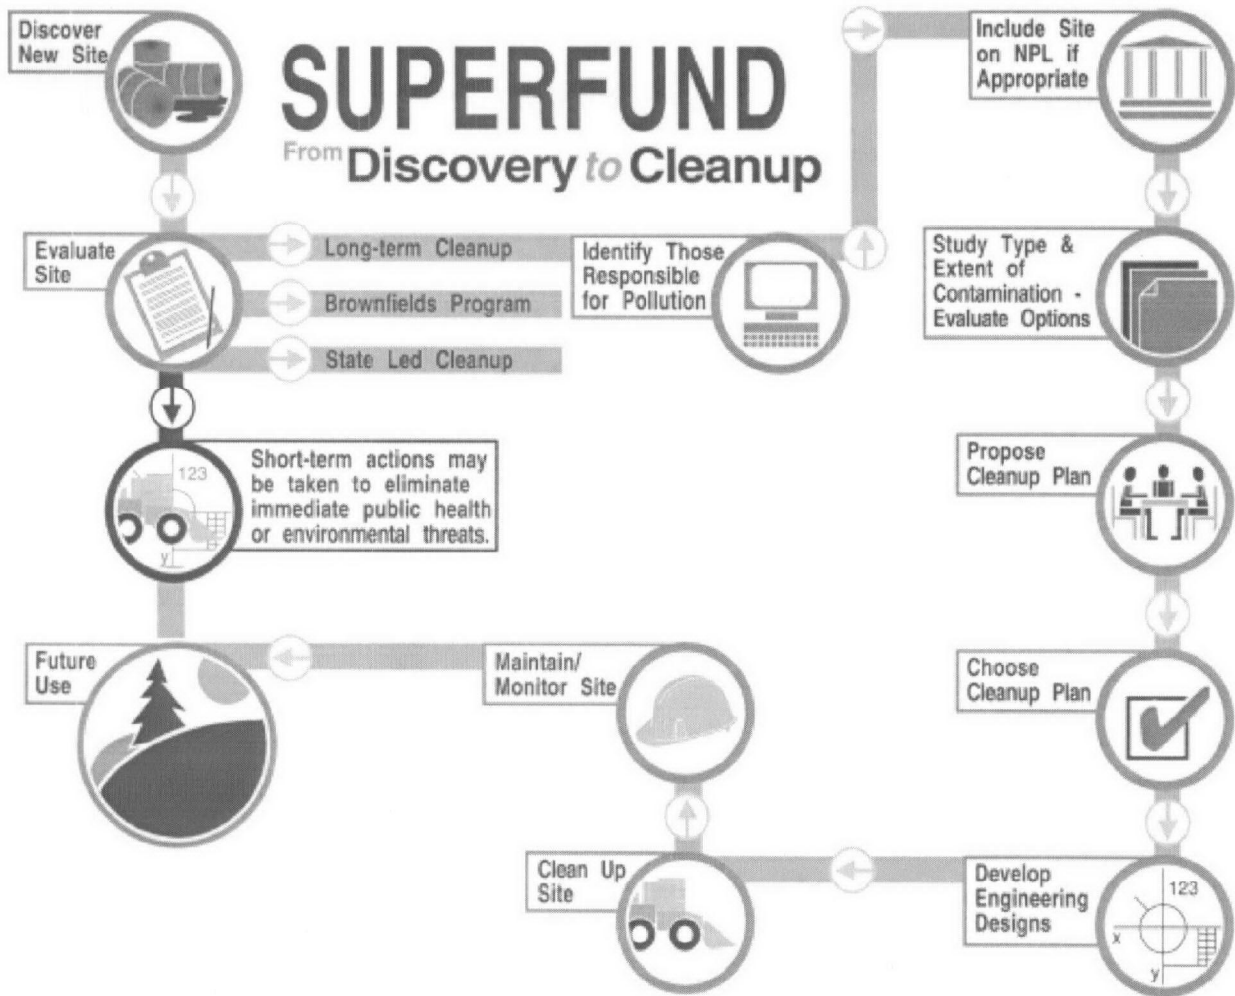 Discover
New Site
SUPERFUND
From Discovery to Cleanup
Include Site
on NPL if
Appropriate
Evaluate
Site
Long-term Cleanup
Brownfields Program
State Led Cleanup
Identify Those
Responsible
for Pollution
Study Type &
Extent of
Contamination -
Evaluate Options
123
y
Short-term actions may
be taken to eliminate
immediate public health
or environmental threats.
Propose
Cleanup Plan
Future
Use
Maintain/
Monitor Site
Choose
Cleanup Plan
Clean Up
Site
Develop
Engineering
Designs
123
x
y